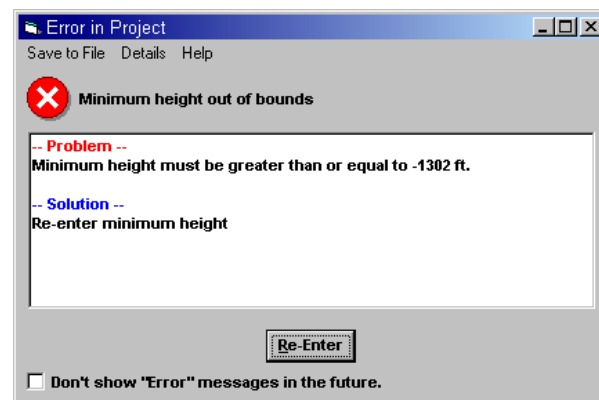 Error in Project
Save to File Details Help
Minimum height out of bounds
-- Problem --
Minimum height must be greater than or equal to -1302 ft.
-- Solution --
Re-enter minimum height
Re-Enter
Don't show "Error" messages in the future.